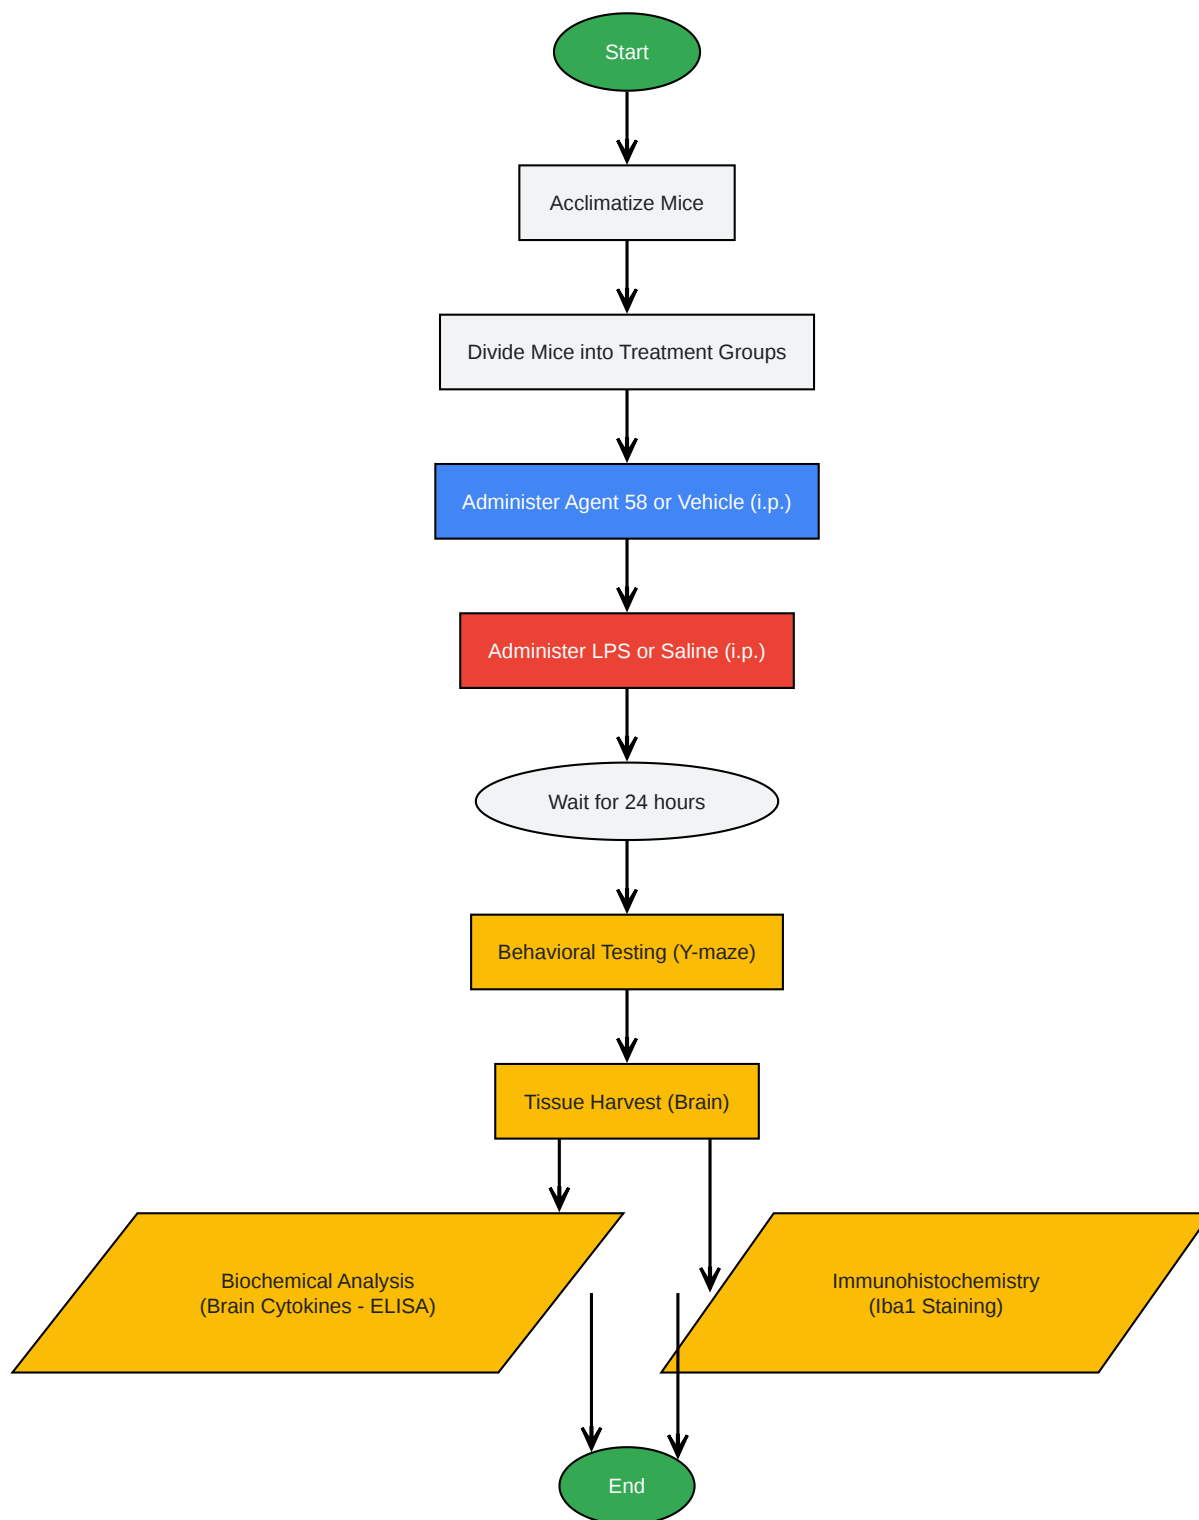 Start
Acclimatize Mice
Divide Mice into Treatment Groups
Administer Agent 58 or Vehicle (i.p.)
Administer LPS or Saline (i.p.)
Wait for 24 hours
Behavioral Testing (Y-maze)
Tissue Harvest (Brain)
Biochemical Analysis
(Brain Cytokines - ELISA)
Immunohistochemistry
(Iba1 Staining)
End